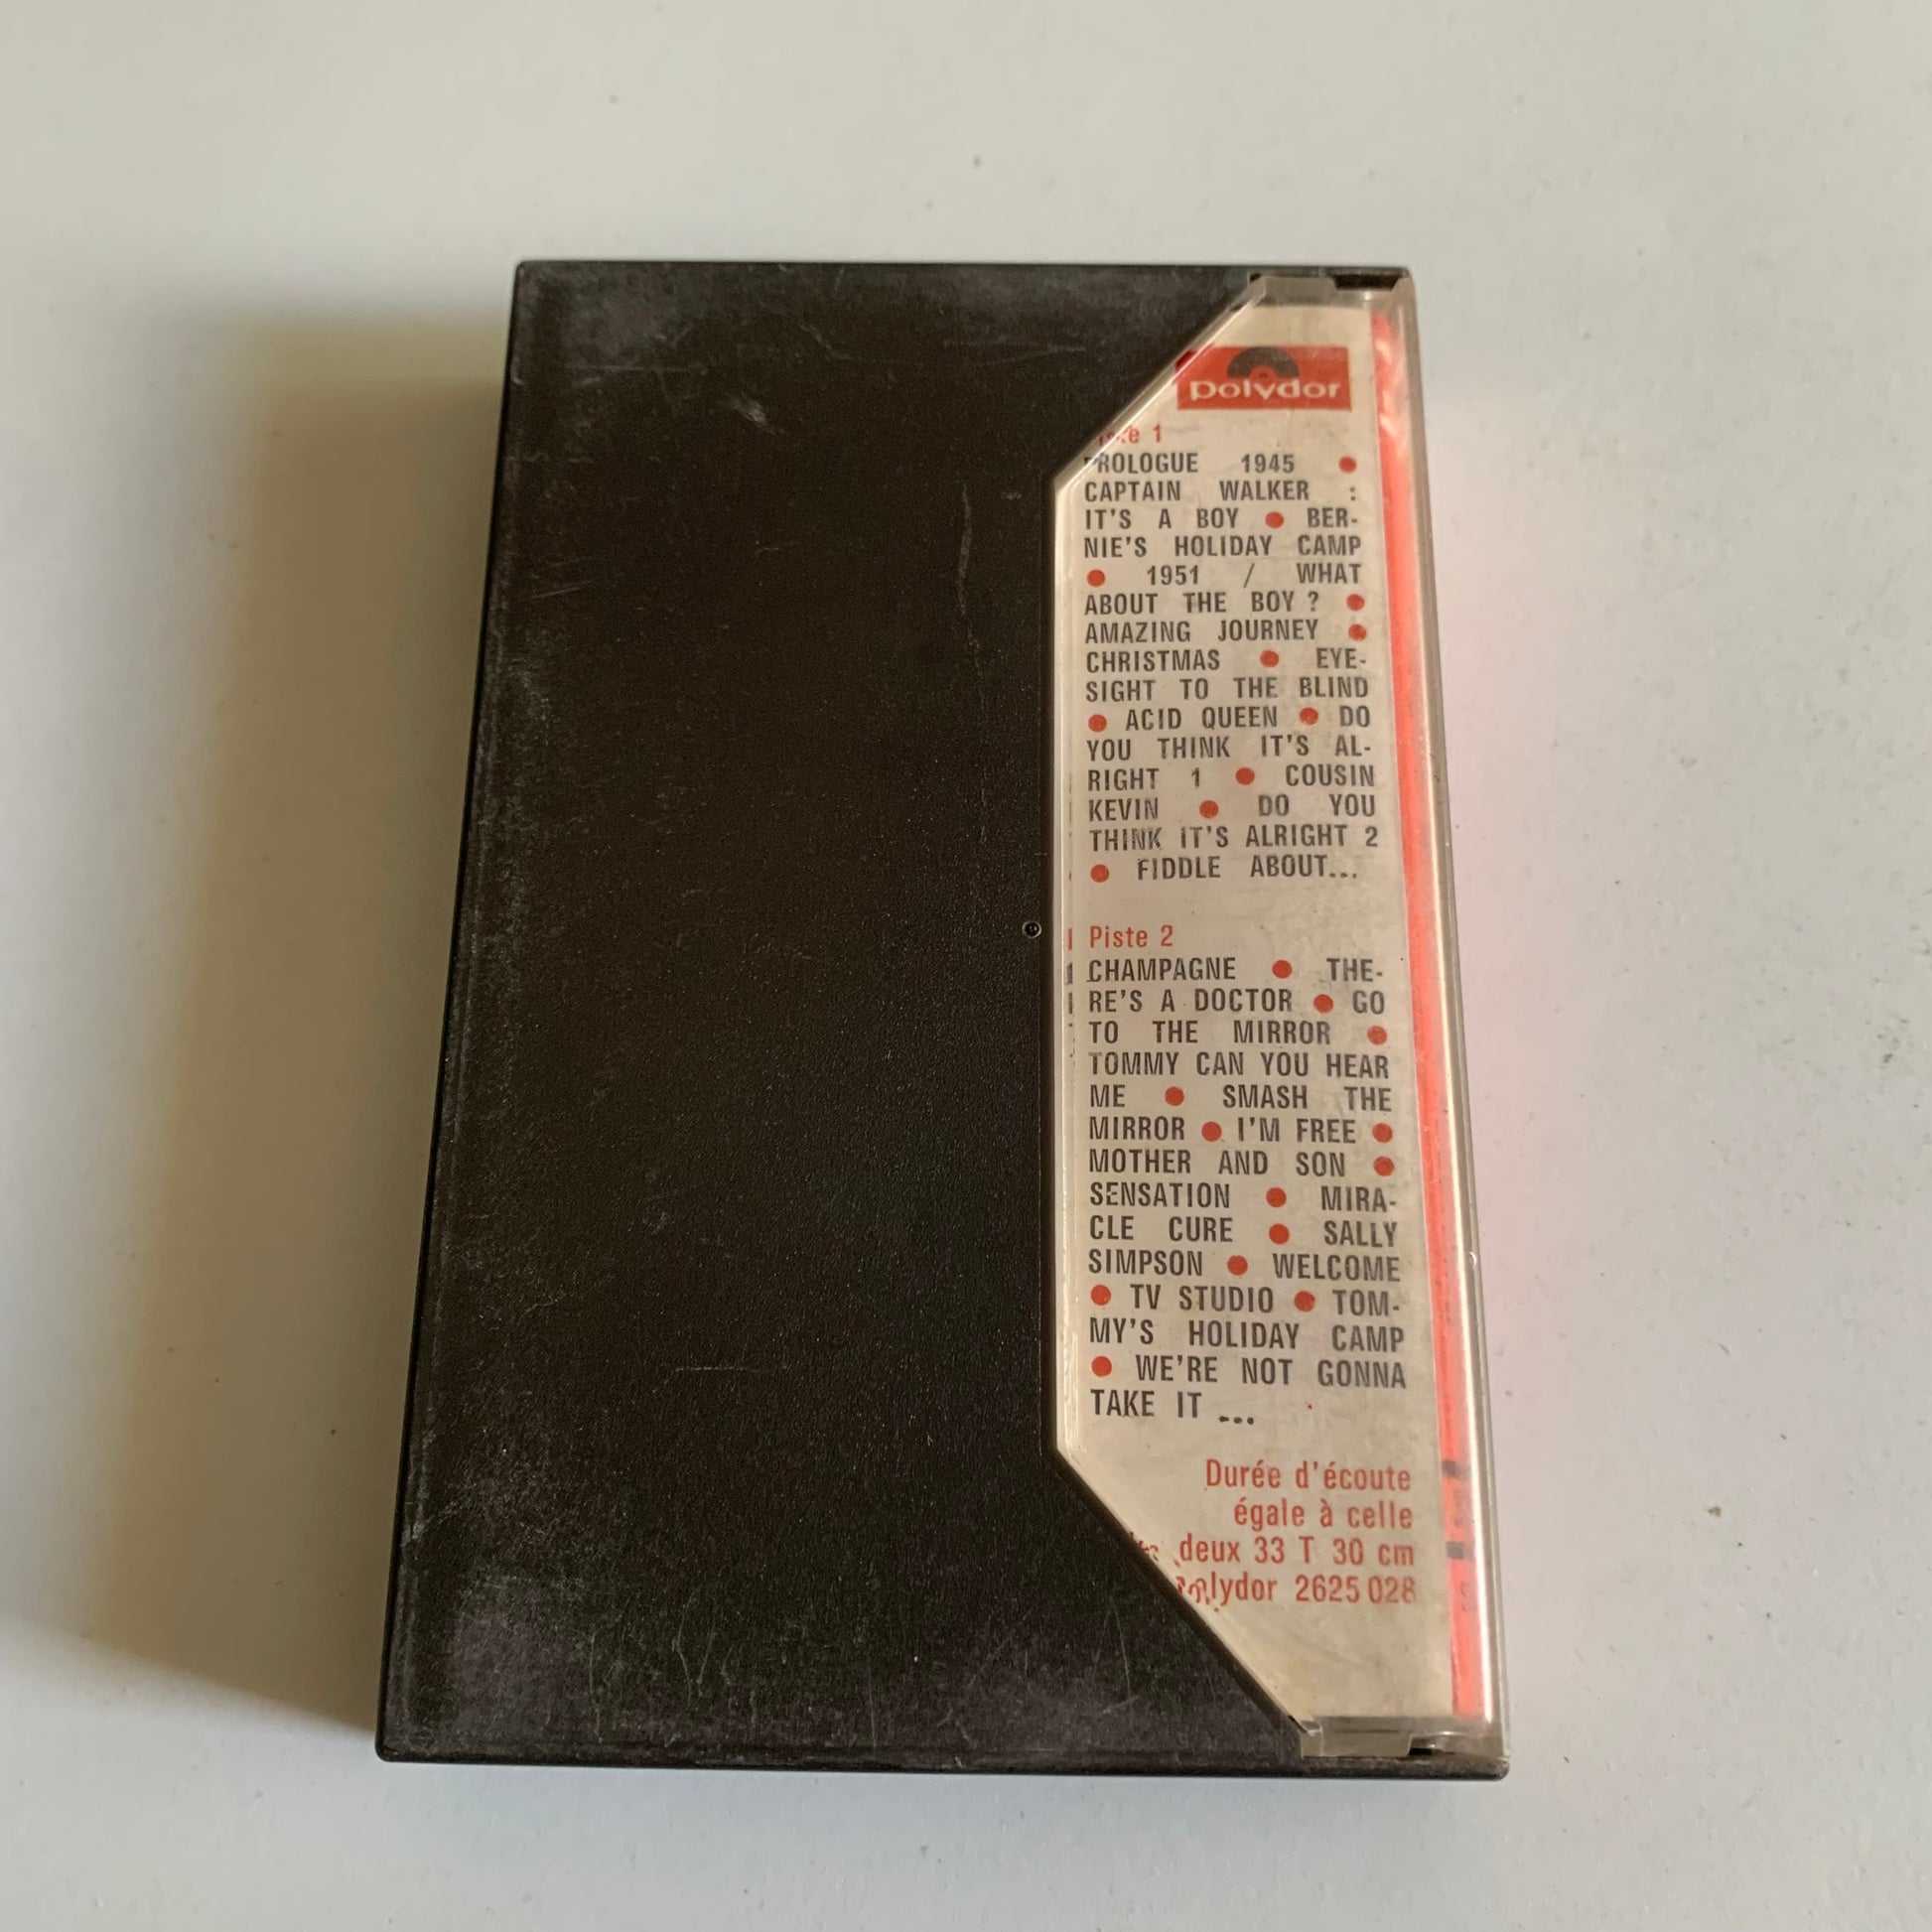 polydor
Piste 1
PROLOGUE 1945 ●
CAPTAIN WALKER :
IT'S A BOY ● BER-
NIE'S HOLIDAY CAMP
● 1951 / WHAT
ABOUT THE BOY ? ●
AMAZING JOURNEY ●
CHRISTMAS ● EYE-
SIGHT TO THE BLIND
● ACID QUEEN ● DO
YOU THINK IT'S AL-
RIGHT 1 ● COUSIN
KEVIN ● DO YOU
THINK IT'S ALRIGHT 2
● FIDDLE ABOUT...
Piste 2
CHAMPAGNE ● THE-
RE'S A DOCTOR ● GO
TO THE MIRROR ●
TOMMY CAN YOU HEAR
ME ● SMASH THE
MIRROR ● I'M FREE ●
MOTHER AND SON ●
SENSATION ● MIRA-
CLE CURE ● SALLY
SIMPSON ● WELCOME
● TV STUDIO ● TOM-
MY'S HOLIDAY CAMP
● WE'RE NOT GONNA
TAKE IT ...
Durée d'écoute
égale à celle
deux 33 T 30 cm
Polydor 2625 028